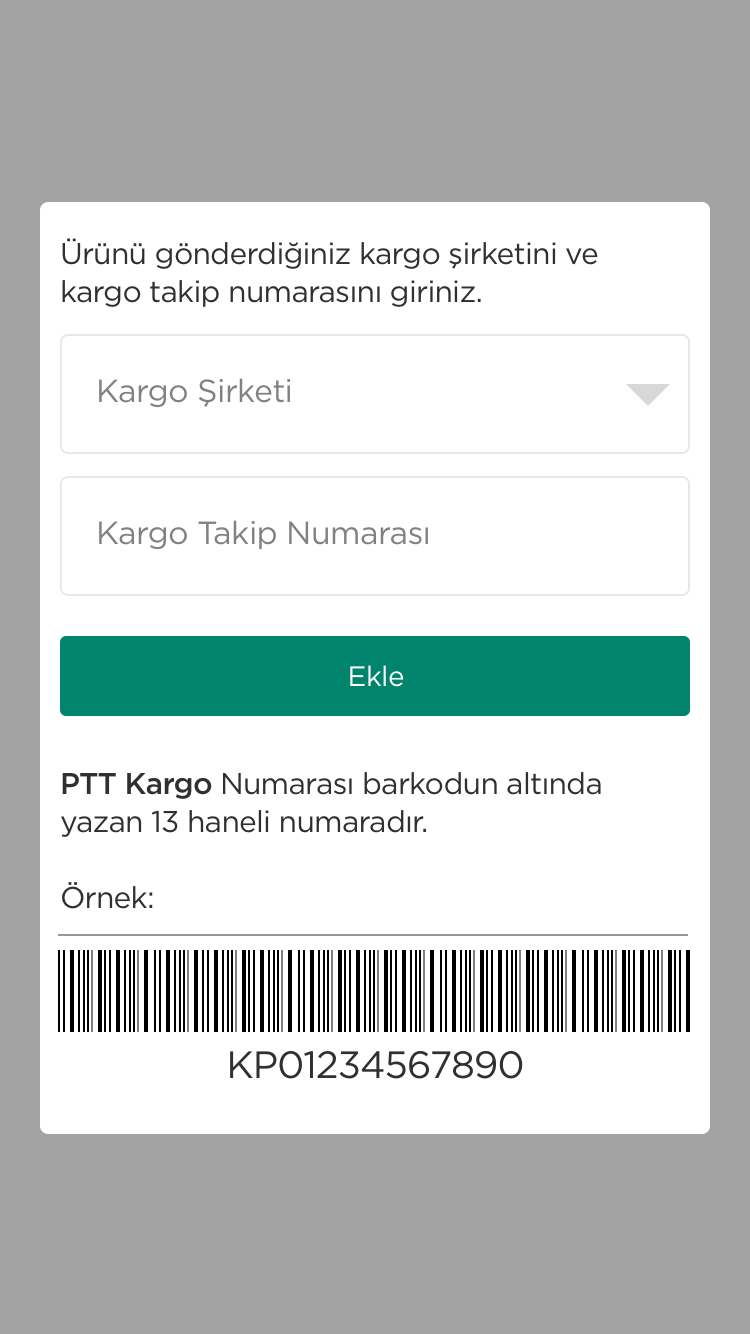 Ürünü gönderdiğiniz kargo şirketini ve
kargo takip numarasını giriniz.
Kargo Şirketi
Kargo Takip Numarası
Ekle
PTT Kargo Numarası barkodun altında
yazan 13 haneli numaradır.
Örnek:
KP01234567890